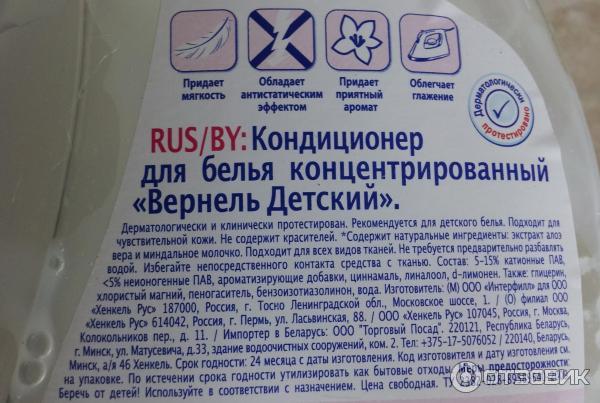 Придает мягкость
Обладает антистатическим эффектом
Придает приятный аромат
Облегчает глажение
Дерматологически протестировано
RUS/BY: Кондиционер
для белья концентрированный
«Вернель Детский».
Дерматологически и клинически протестирован. Рекомендуется для детского белья. Подходит для
чувствительной кожи. Не содержит красителей. *Содержит натуральные ингредиенты: экстракт алоэ
вера и миндальное молочко. Подходит для всех видов тканей. Не требуется предварительно разбавлять
водой. Избегайте непосредственного контакта средства с тканью. Состав: 5-15% катионные ПАВ,
<5% неионогенные ПАВ, ароматизирующие добавки, циннамаль, линалоол, d-лимонен. Также: глицерин,
хлористый магний, пеногаситель, бензоизотиазолинон, вода. Изготовитель: (М) ООО «Интерфилл» для ООО
«Хенкель Рус» 187000, Россия, г. Тосно Ленинградской обл., Московское шоссе, 1. / (О) филиал ООО
«Хенкель Рус» 614042, Россия, г. Пермь, ул. Ласьвинская, 88. / ООО «Хенкель Рус» 107045, Россия, г. Москва,
Колокольников пер., д. 11. / Импортер в Беларусь: ООО "Торговый Посад". 220121, Республика Беларусь,
г. Минск, ул. Матусевича, д.33, здание водоочистных сооружений, ком. 2. Тел: +375-17-5076052 / 220140, Беларусь,
Минск, а/я 46 Хенкель. Срок годности: 24 месяца с даты изготовления. Код изготовителя и дату изготовления см.
на упаковке. По истечении срока годности утилизировать как бытовые отходы. Меры предосторожности:
Беречь от детей! Используйте в соответствии с назначением. Цена свободная. ТУ
ОТЗОВИК